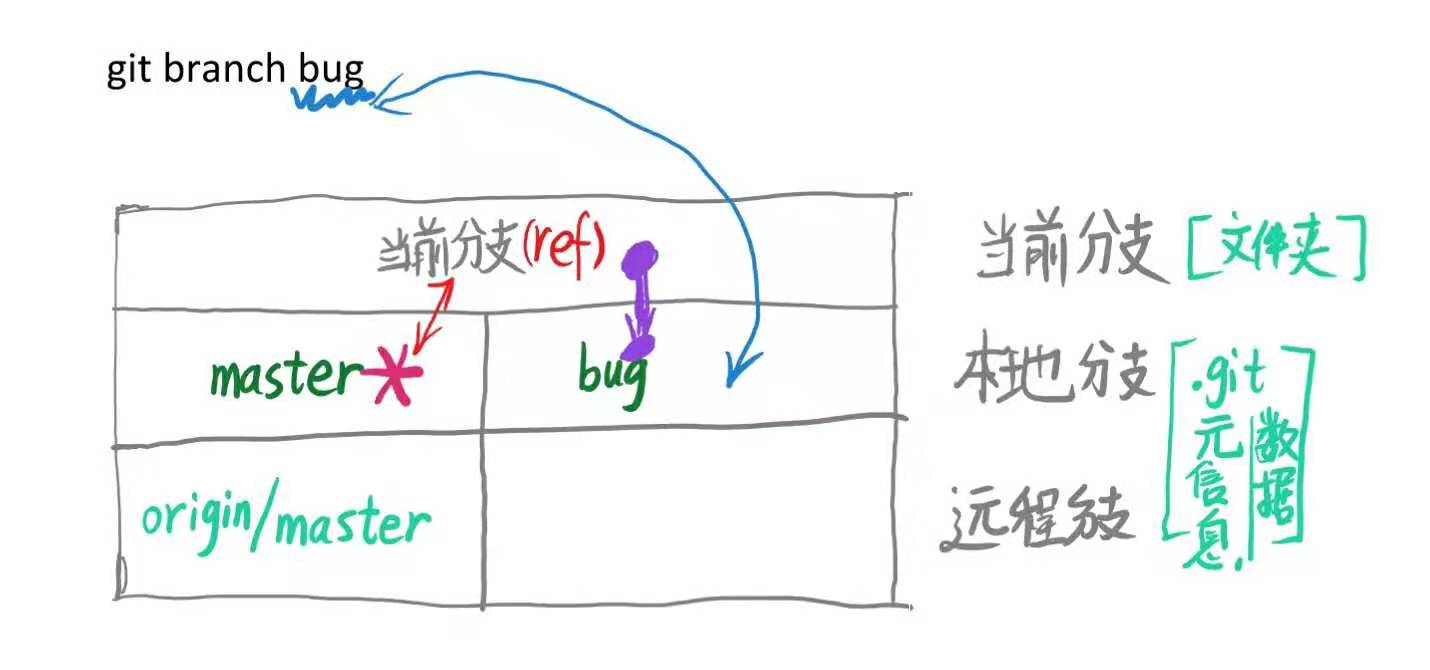 git branch bug
当前分支(ref)
当前分支 [文件夹]
master*
bug
本地分支
origin/master
远程分支
[.git
元信息.
数据]